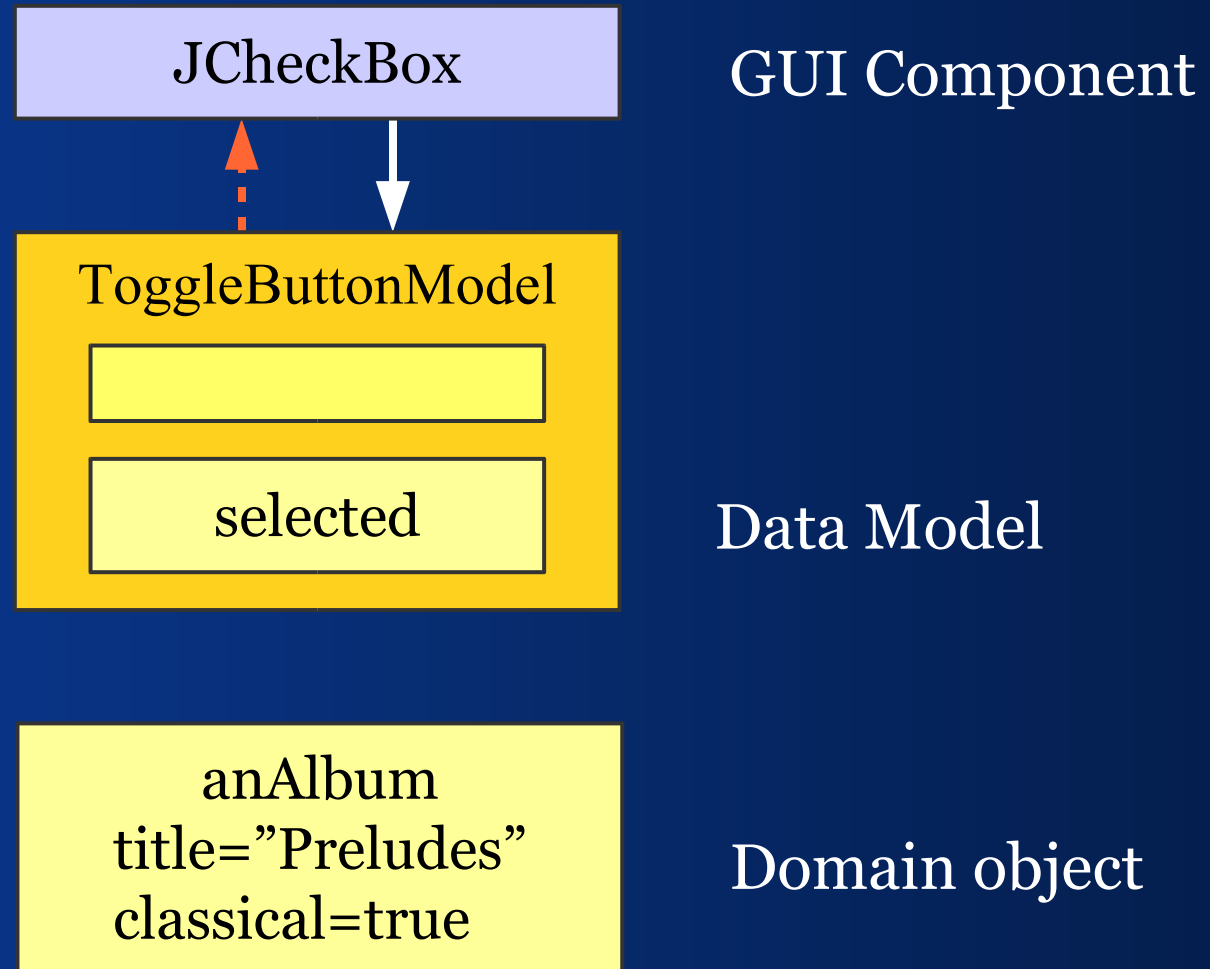 JCheckBox
GUI Component
ToggleButtonModel
selected
Data Model
anAlbum
title=”Preludes”
classical=true
Domain object